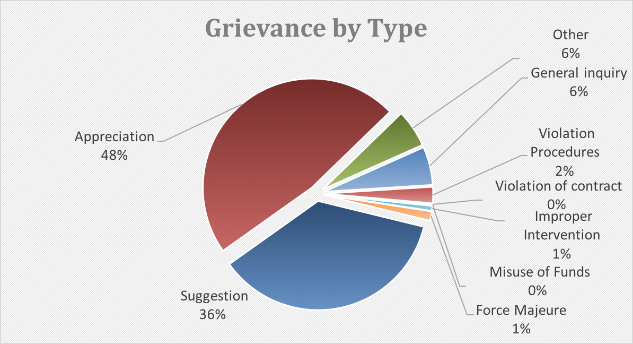 Grievance by Type
Other
6%
General inquiry
6%
Appreciation
48%
Violation
Procedures
2%
Violation of contract
0%
Improper
Intervention
1%
Misuse of Funds
0%
Suggestion
36%
Force Majeure
1%